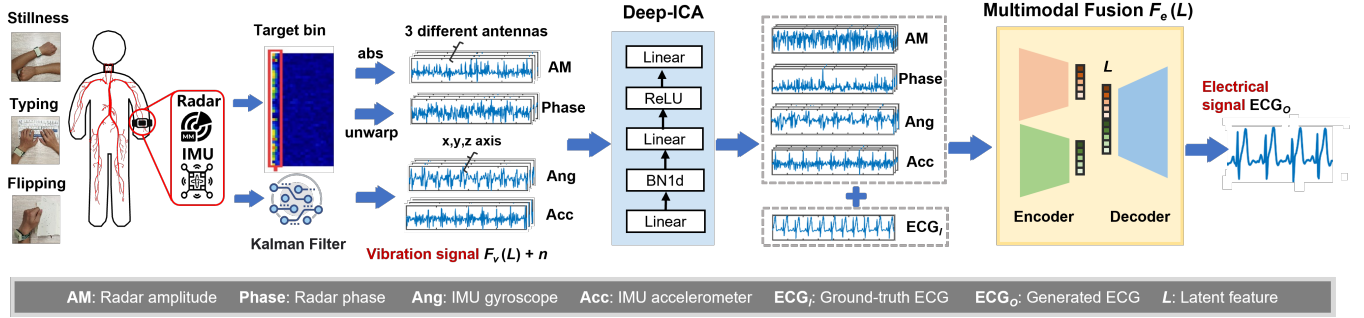 Stillness
Typing
Flipping
Radar
MM
IMU
Target bin
Kalman Filter
abs
unwarp
3 different antennas
AM
Phase
x,y,z axis
Ang
Acc
Vibration signal Fᵥ(L) + n
Deep-ICA
Linear
ReLU
Linear
BN1d
Linear
AM
Phase
Ang
Acc
+
ECG_I
Multimodal Fusion Fₑ(L)
L
Encoder Decoder
Electrical
signal ECG_O
AM: Radar amplitude Phase: Radar phase Ang: IMU gyroscope Acc: IMU accelerometer ECG_I: Ground-truth ECG ECG_O: Generated ECG L: Latent feature